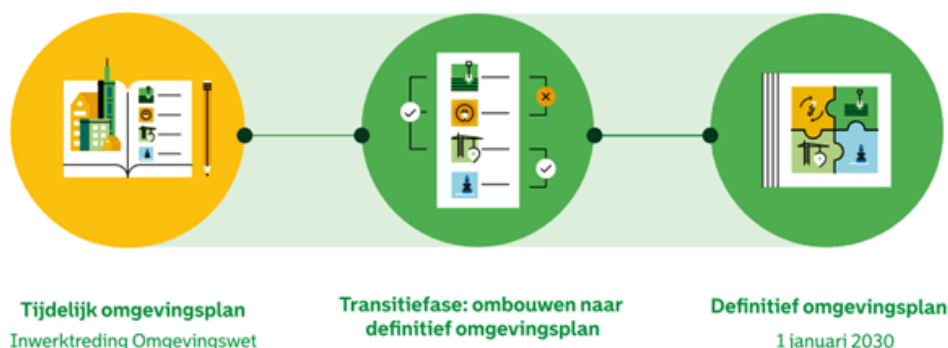 Tijdelijk omgevingsplan
Inwerktreding Omgevingswet
Transitiefase: ombouwen naar
definitief omgevingsplan
Definitief omgevingsplan
1 januari 2030